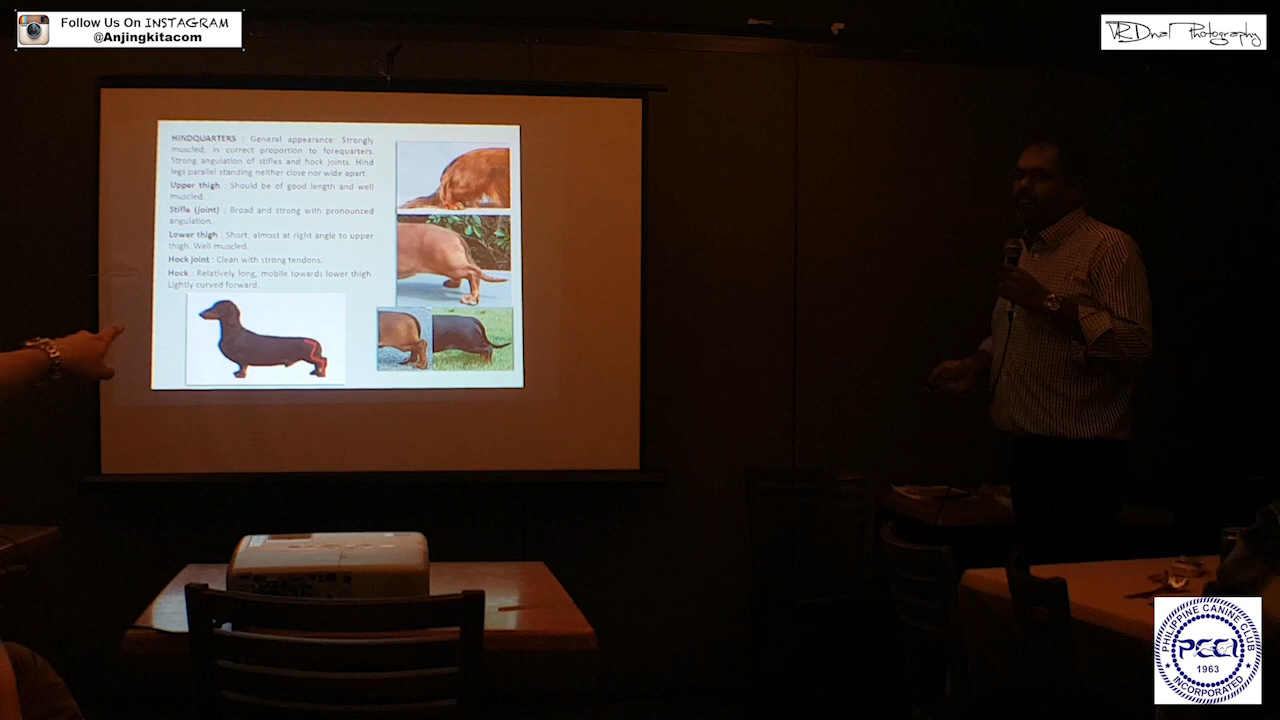 Follow Us On INSTAGRAM
@Anjingkitacom
VRDnal Photography
HINDQUARTERS : General appearance: Strongly
muscled, in correct proportion to forequarters.
Strong angulation of stifles and hock joints. Hind
legs parallel standing neither close nor wide apart.
Upper thigh : Should be of good length and well
muscled.
Stifle (joint) : Broad and strong with pronounced
angulation.
Lower thigh : Short, almost at right angle to upper
thigh. Well muscled.
Hock joint : Clean with strong tendons.
Hock : Relatively long, mobile towards lower thigh.
Lightly curved forward.
PHILIPPINE CANINE CLUB
PCCI
1963
INCORPORATED